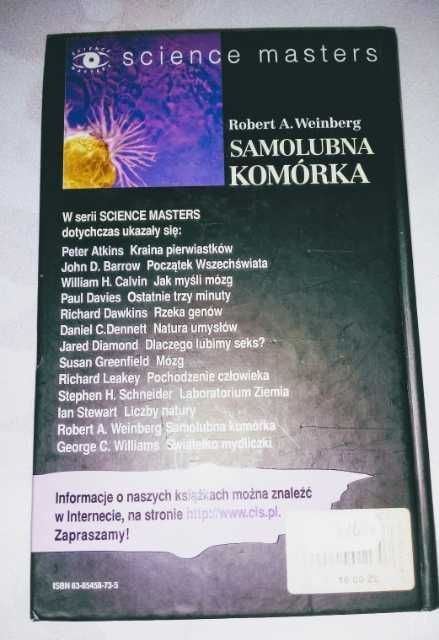 SCIENCE MASTERS
science masters
Robert A. Weinberg
SAMOLUBNA
KOMÓRKA
W serii SCIENCE MASTERS
dotychczas ukazały się:
Peter Atkins Kraina pierwiastków
John D. Barrow Początek Wszechświata
William H. Calvin Jak myśli mózg
Paul Davies Ostatnie trzy minuty
Richard Dawkins Rzeka genów
Daniel C.Dennett Natura umysłów
Jared Diamond Dlaczego lubimy seks?
Susan Greenfield Mózg
Richard Leakey Pochodzenie człowieka
Stephen H. Schneider Laboratorium Ziemia
Ian Stewart Liczby natury
Robert A. Weinberg Samolubna komórka
George C. Williams Światełko mydliczki
Informacje o naszych książkach można znaleźć
w Internecie, na stronie http://www.cis.pl.
Zapraszamy!
ISBN 83-85458-73-5